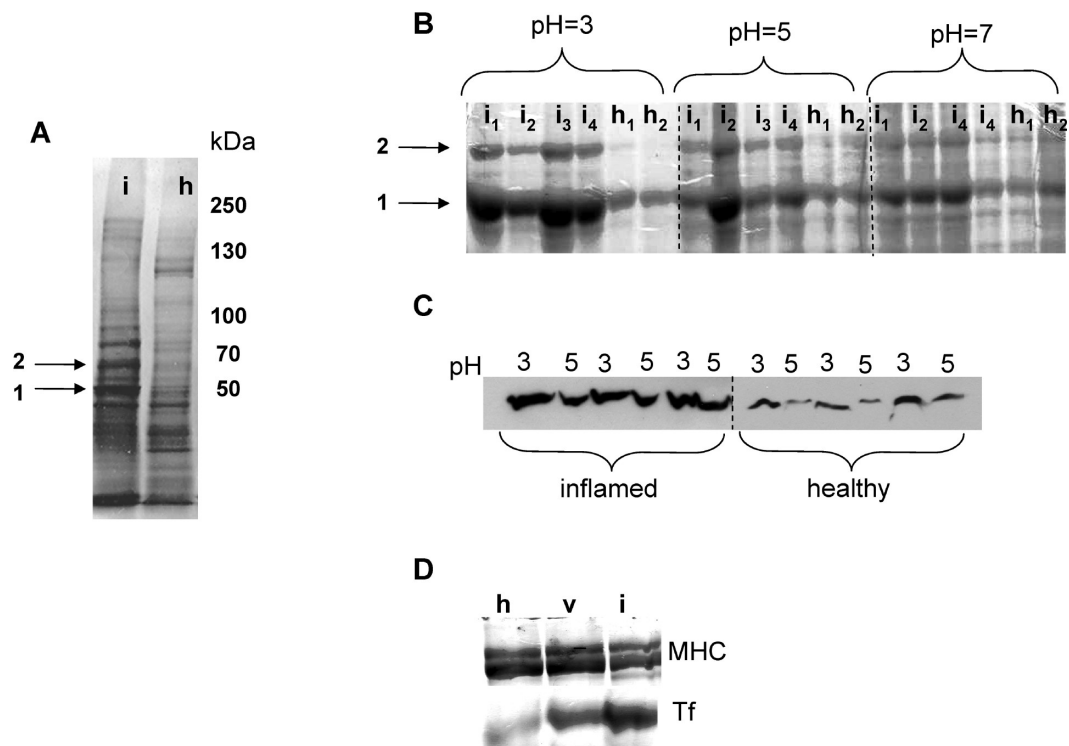 A
kDa
i h
250
130
100
2 70
1 50
B
pH=3 pH=5 pH=7
i1 i2 i3 i4 h1 h2 i1 i2 i3 i4 h1 h2 i1 i2 i4 i4 h1 h2
2
1
C
pH 3 5 3 5 3 5 3 5 3 5 3 5
inflamed healthy
D
h v i
MHC
Tf